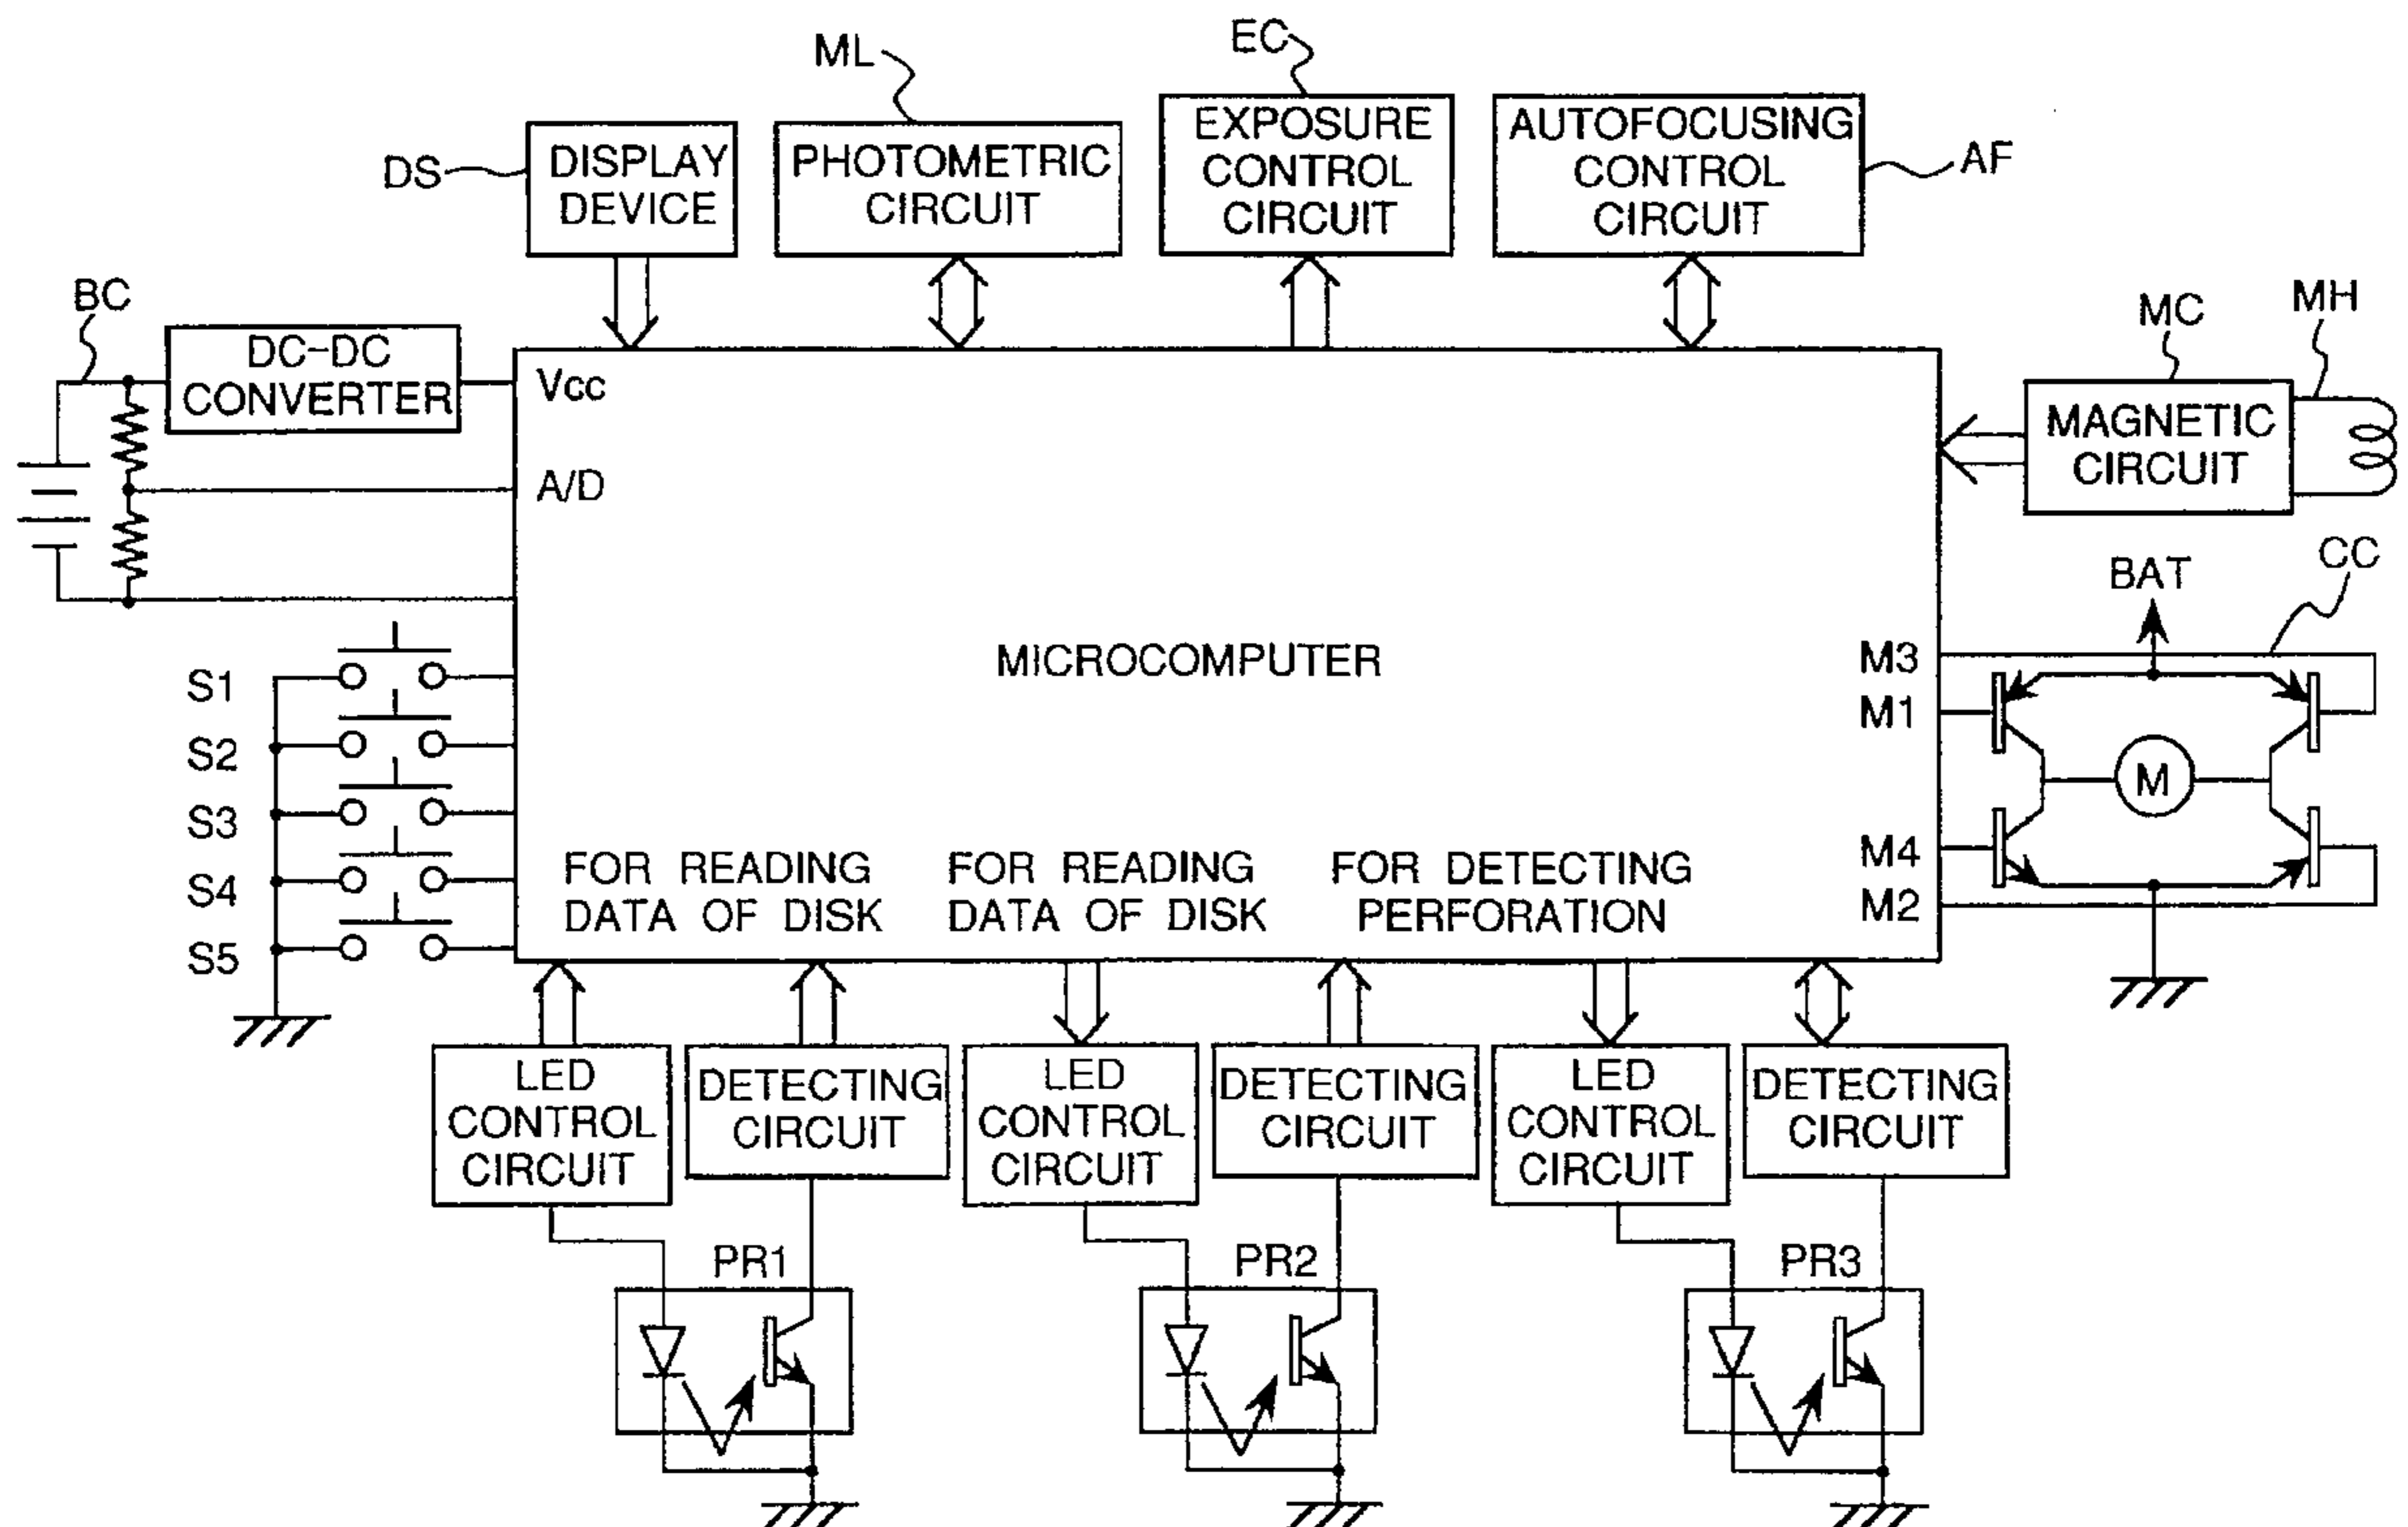 ML
EC
DS
DISPLAY
DEVICE
PHOTOMETRIC
CIRCUIT
EXPOSURE
CONTROL
CIRCUIT
AUTOFOCUSING
CONTROL
CIRCUIT
AF
BC
DC-DC
CONVERTER
Vcc
A/D
MC
MH
MAGNETIC
CIRCUIT
BAT
CC
MICROCOMPUTER
S1
S2
S3
S4
S5
M3
M1
M
M4
M2
FOR READING
DATA OF DISK
FOR READING
DATA OF DISK
FOR DETECTING
PERFORATION
LED
CONTROL
CIRCUIT
DETECTING
CIRCUIT
LED
CONTROL
CIRCUIT
DETECTING
CIRCUIT
LED
CONTROL
CIRCUIT
DETECTING
CIRCUIT
PR1
PR2
PR3